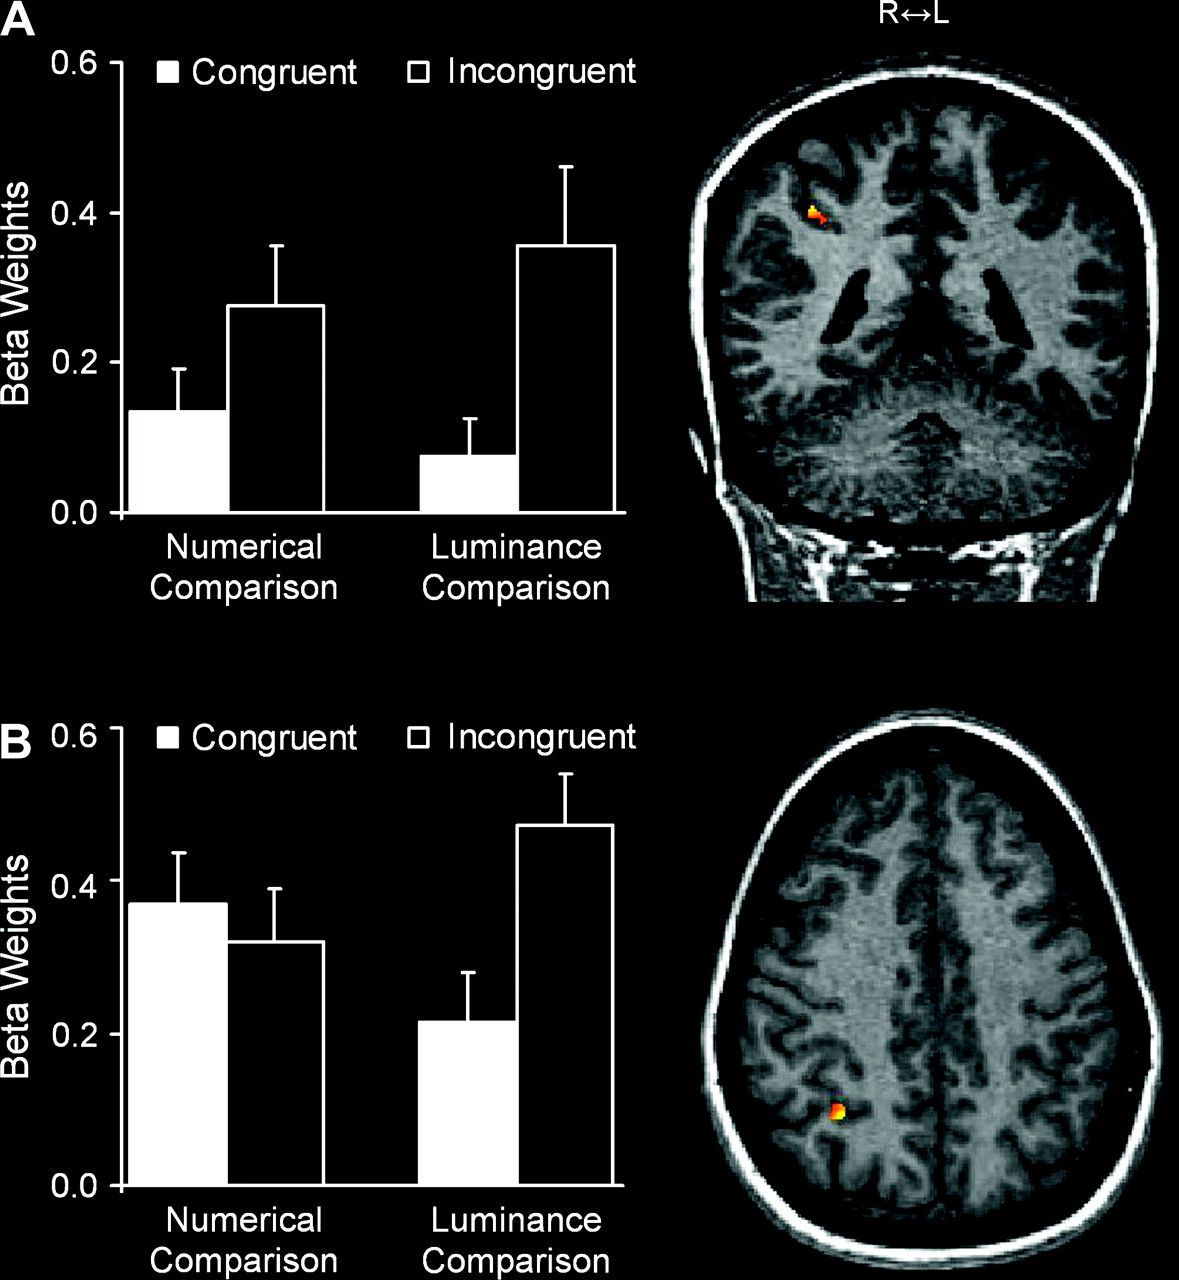 A
R↔L
0.6
Congruent
Incongruent
Beta Weights
0.4
0.2
0.0
Numerical
Comparison
Luminance
Comparison
B
0.6
Congruent
Incongruent
Beta Weights
0.4
0.2
0.0
Numerical
Comparison
Luminance
Comparison